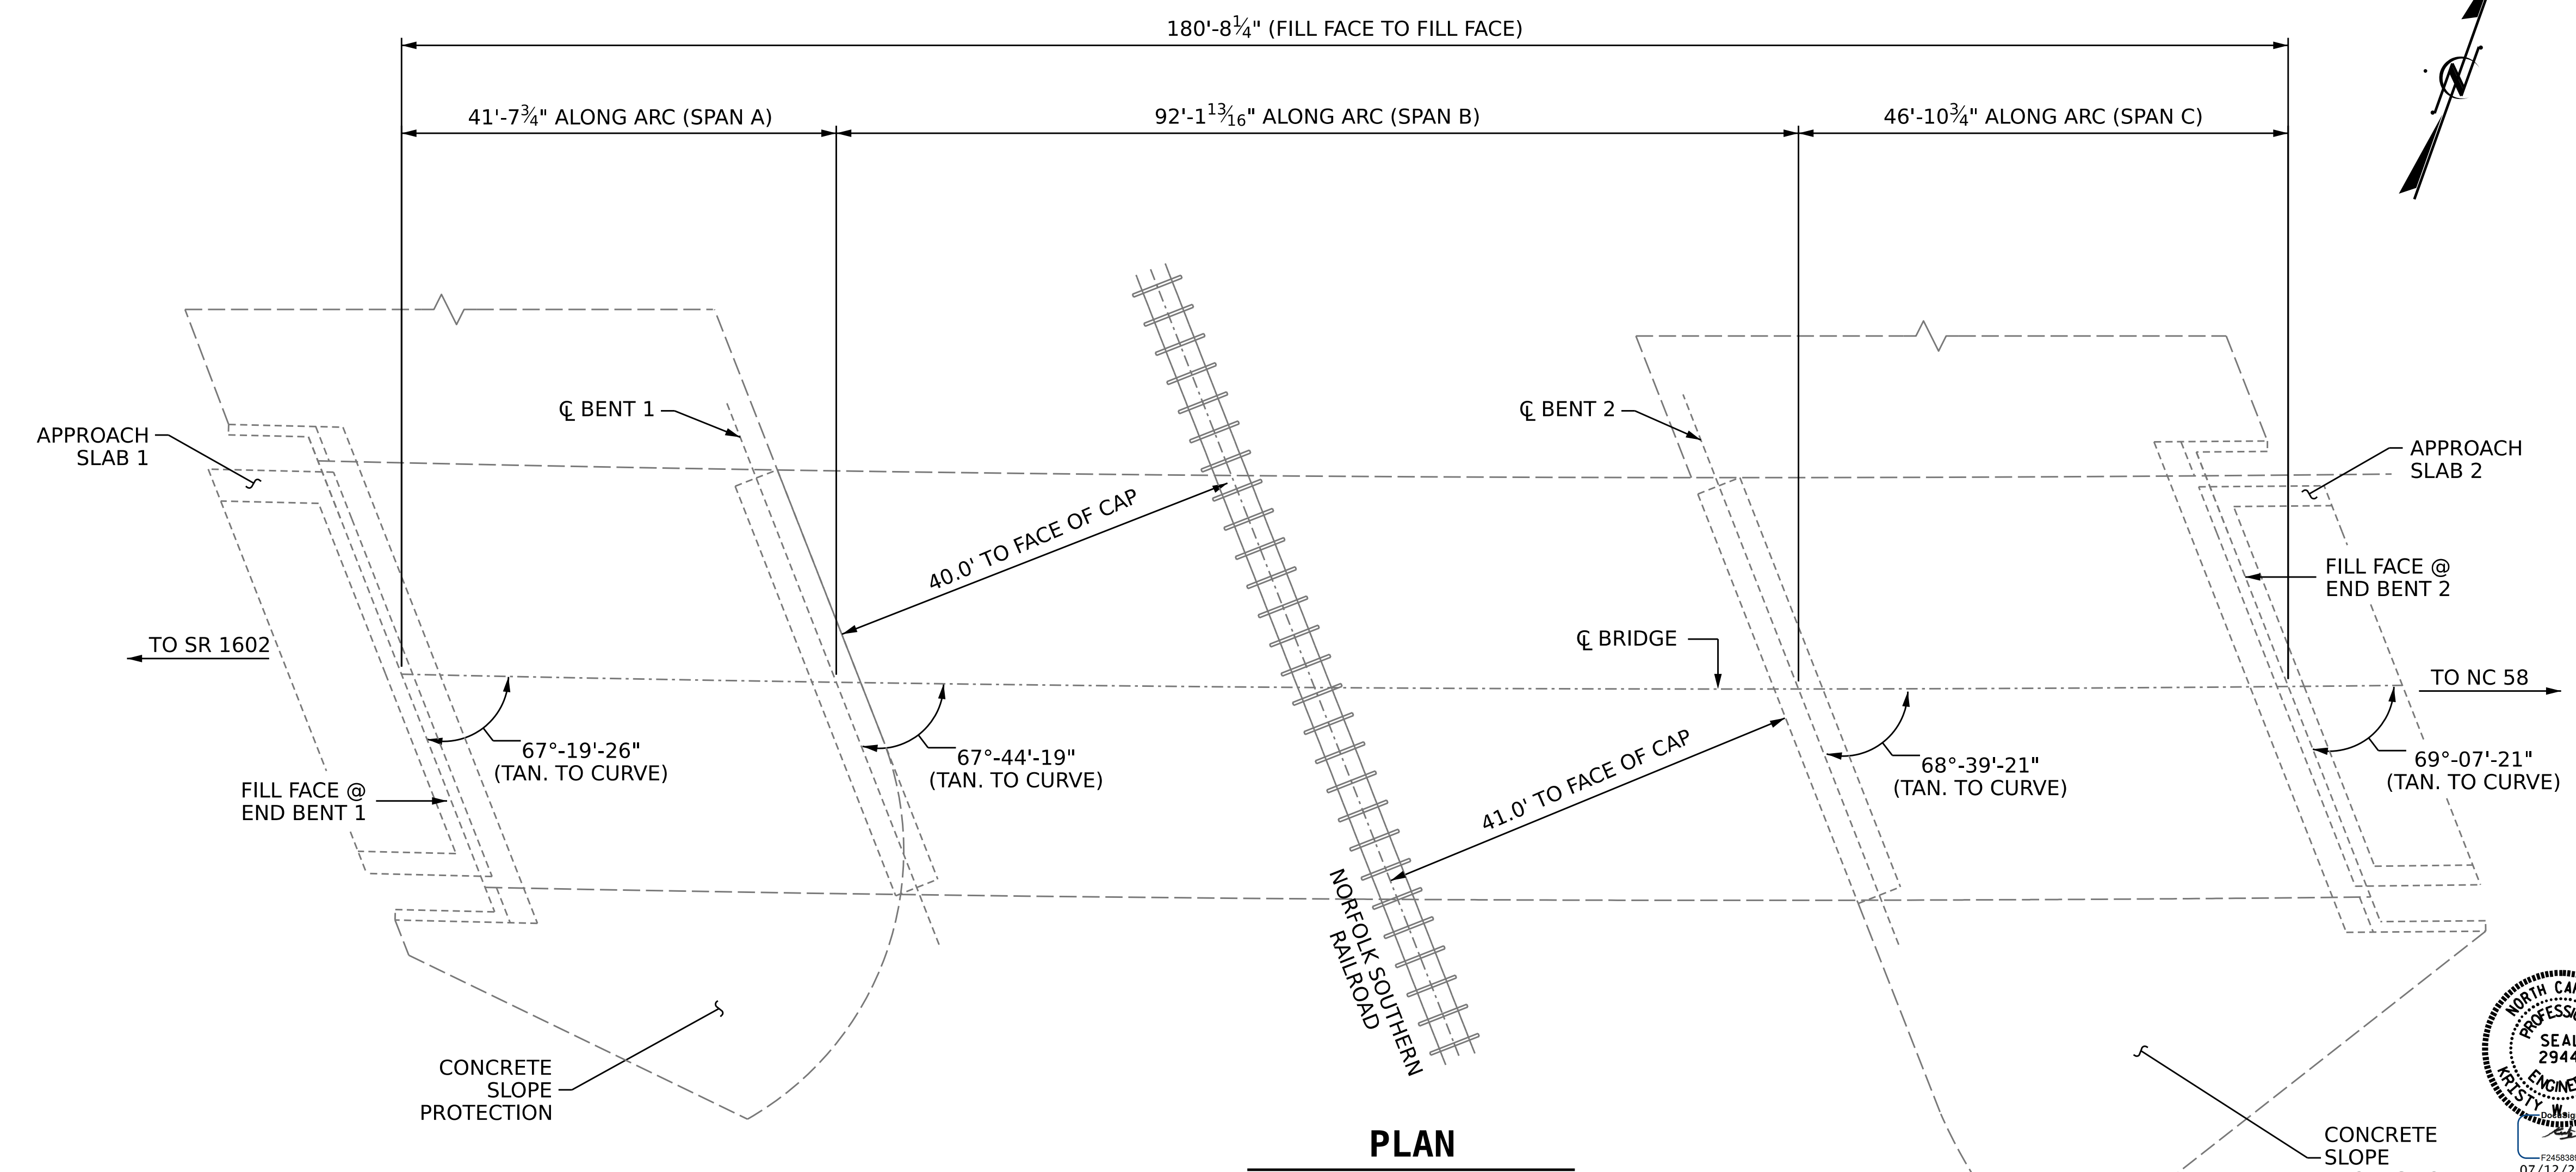 180'-8¼" (FILL FACE TO FILL FACE)
41'-7¾" ALONG ARC (SPAN A)
92'-1 13/16" ALONG ARC (SPAN B)
46'-10¾" ALONG ARC (SPAN C)
N
℄ BENT 1
℄ BENT 2
APPROACH
SLAB 1
APPROACH
SLAB 2
40.0' TO FACE OF CAP
FILL FACE @
END BENT 2
TO SR 1602
℄ BRIDGE
TO NC 58
67°-19'-26"
(TAN. TO CURVE)
67°-44'-19"
(TAN. TO CURVE)
41.0' TO FACE OF CAP
68°-39'-21"
(TAN. TO CURVE)
69°-07'-21"
(TAN. TO CURVE)
FILL FACE @
END BENT 1
NORFOLK SOUTHERN
RAILROAD
CONCRETE
SLOPE
PROTECTION
NORTH
SEAL
KRISTY W.
PLAN
CONCRETE
SLOPE